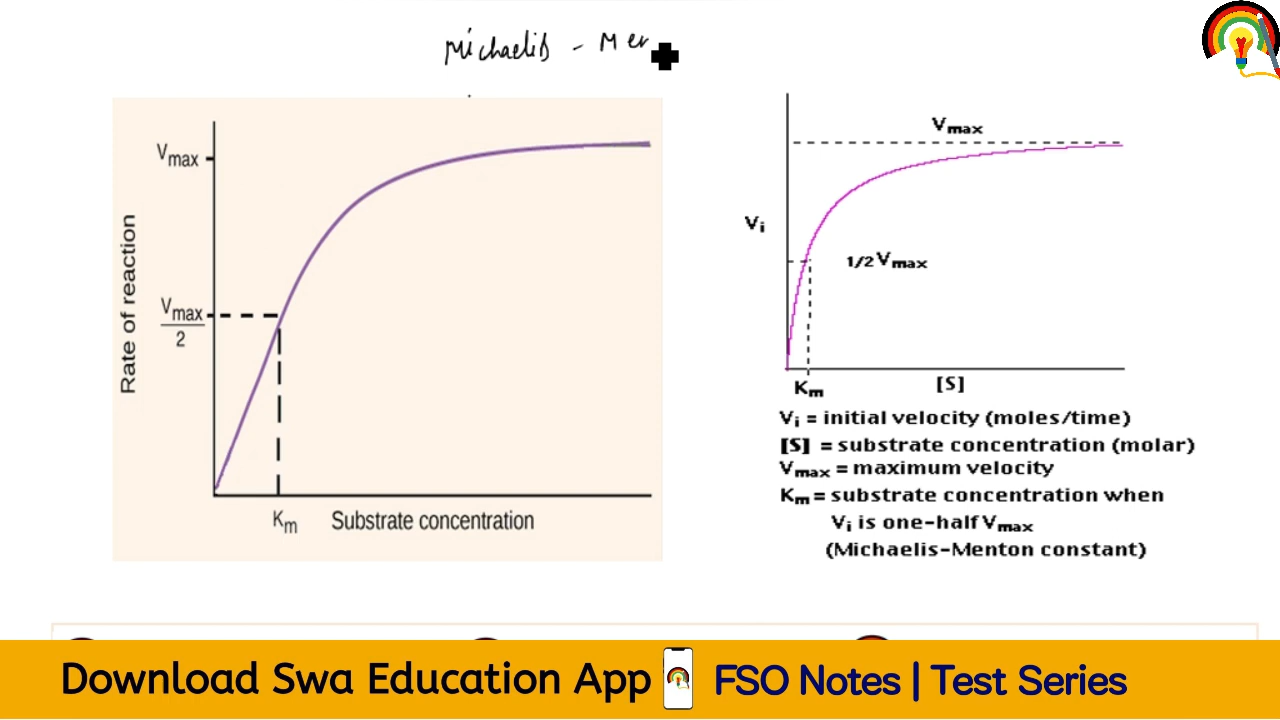 Michaelis - Men
Vmax
Vmax
2
Rate of reaction
Km
Substrate concentration
Vmax
Vi
1/2 Vmax
Km
[S]
Vi = initial velocity (moles/time)
[S] = substrate concentration (molar)
Vmax = maximum velocity
Km = substrate concentration when
Vi is one-half Vmax
(Michaelis-Menton constant)
Download Swa Education App
FSO Notes | Test Series